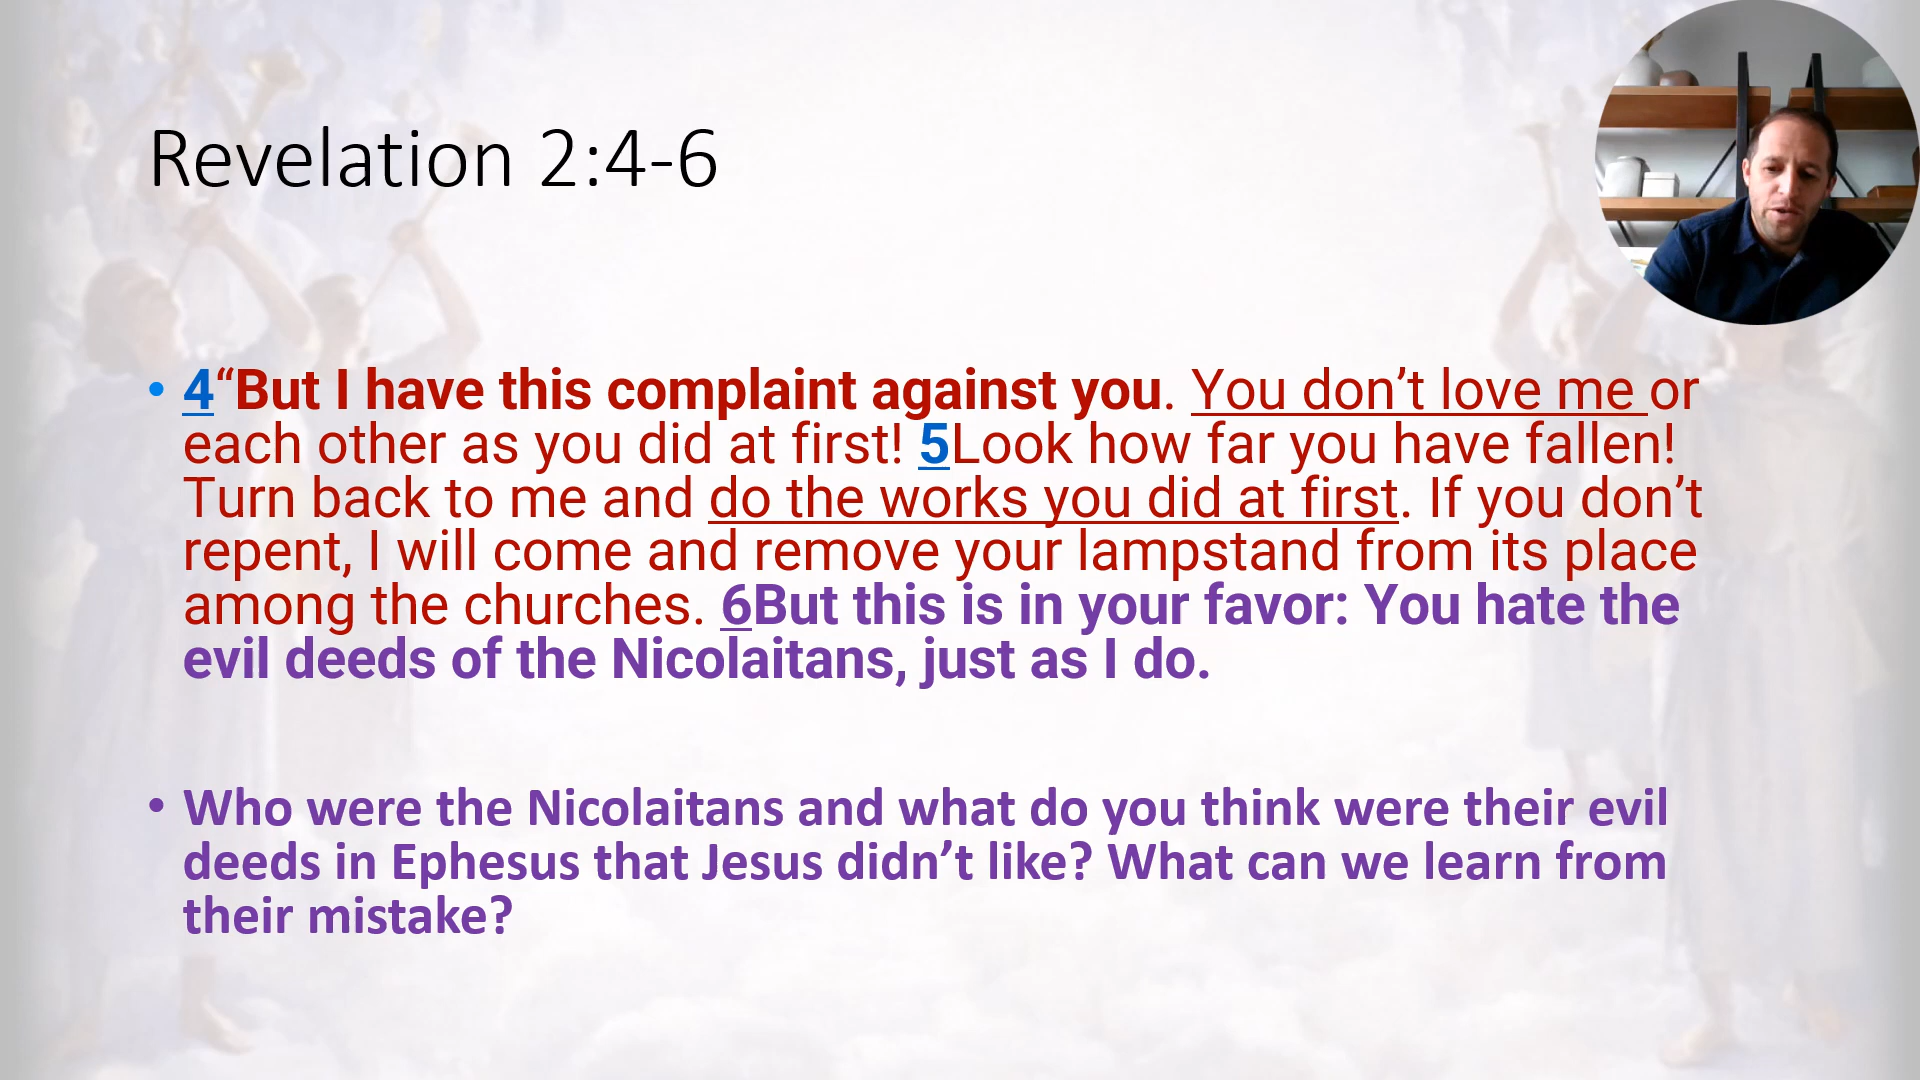 Revelation 2:4-6
• 4“But I have this complaint against you. You don’t love me or
each other as you did at first! 5Look how far you have fallen!
Turn back to me and do the works you did at first. If you don’t
repent, I will come and remove your lampstand from its place
among the churches. 6But this is in your favor: You hate the
evil deeds of the Nicolaitans, just as I do.
• Who were the Nicolaitans and what do you think were their evil
deeds in Ephesus that Jesus didn’t like? What can we learn from
their mistake?